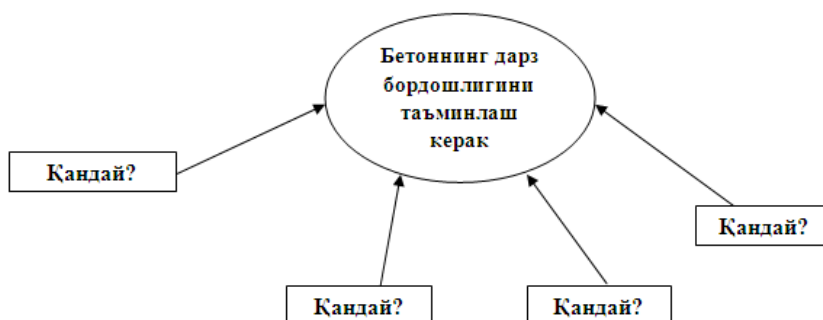 Бетоннинг дарз
бордошлигини
таъминлаш
керак
Қандай?
Қандай?
Қандай?
Қандай?